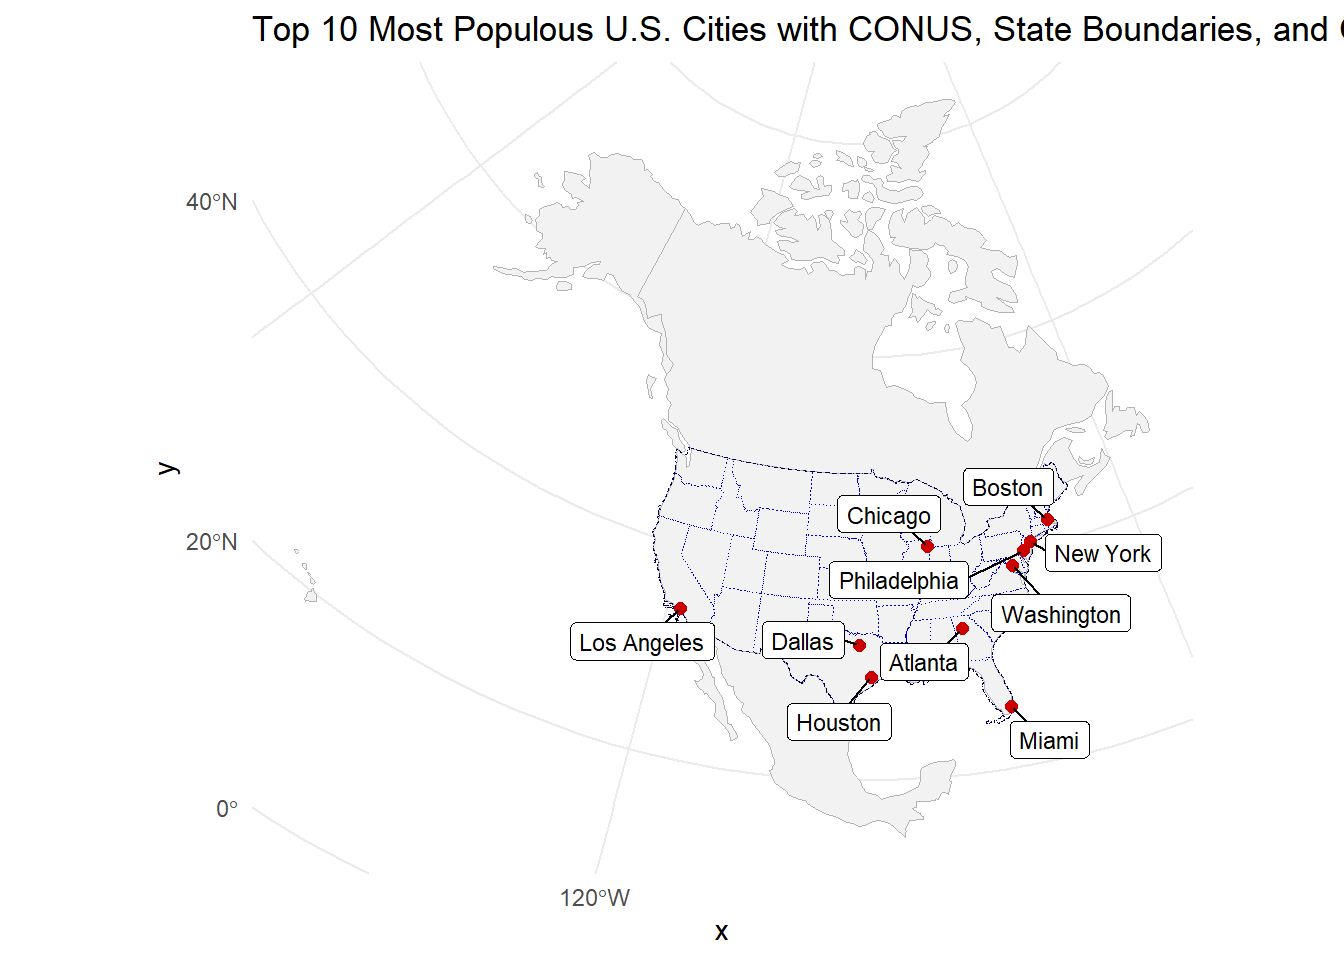 Top 10 Most Populous U.S. Cities with CONUS, State Boundaries, and
40°N
20°N
0°
120°W
y
x
Boston
Chicago
New York
Philadelphia
Washington
Los Angeles
Dallas
Atlanta
Houston
Miami